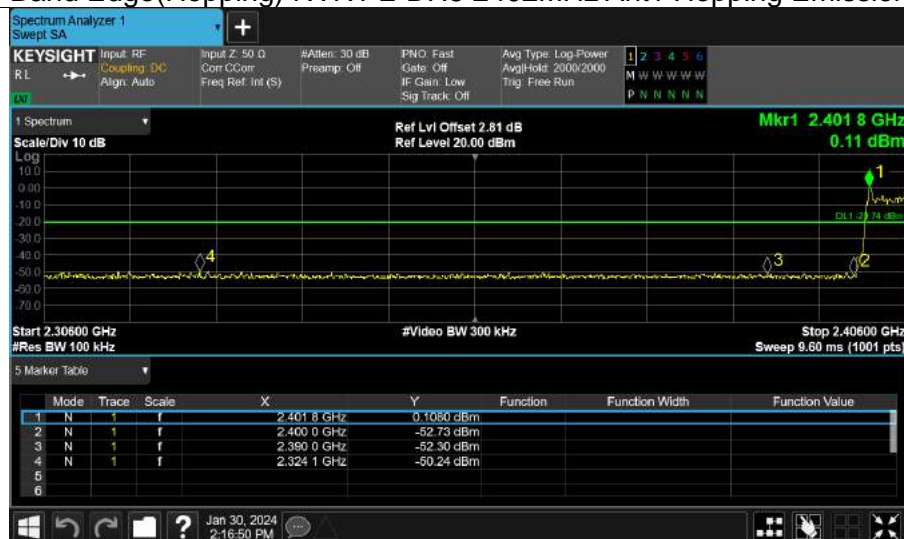 Spectrum Analyzer 1
Swept SA
+
KEYSIGHT
RL
LXI
Input: RF
Coupling: DC
Align: Auto
Input Z: 50 Ω
Corr CCorr
Freq Ref: Int (S)
#Atten: 30 dB
Preamp: Off
PNO: Fast
Gate: Off
IF Gain: Low
Sig Track: Off
Avg Type: Log-Power
Avg|Hold: 2000/2000
Trig: Free Run
1 2 3 4 5 6
M W W W W W
P N N N N N
1 Spectrum
Scale/Div 10 dB
Ref Lvl Offset 2.81 dB
Ref Level 20.00 dBm
Mkr1 2.401 8 GHz
0.11 dBm
Log
10.0
0.00
-10.0
-20.0
-30.0
-40.0
-50.0
-60.0
-70.0
1
4
3
2
Start 2.30600 GHz
#Res BW 100 kHz
#Video BW 300 kHz
Stop 2.40600 GHz
Sweep 9.60 ms (1001 pts)
5 Marker Table
Mode Trace Scale X Y Function Function Width Function Value
1 N 1 f 2.401 8 GHz 0.1080 dBm
2 N 1 f 2.400 0 GHz -52.73 dBm
3 N 1 f 2.390 0 GHz -52.30 dBm
4 N 1 f 2.324 1 GHz -50.24 dBm
5
6
?
Jan 30, 2024
2:16:50 PM